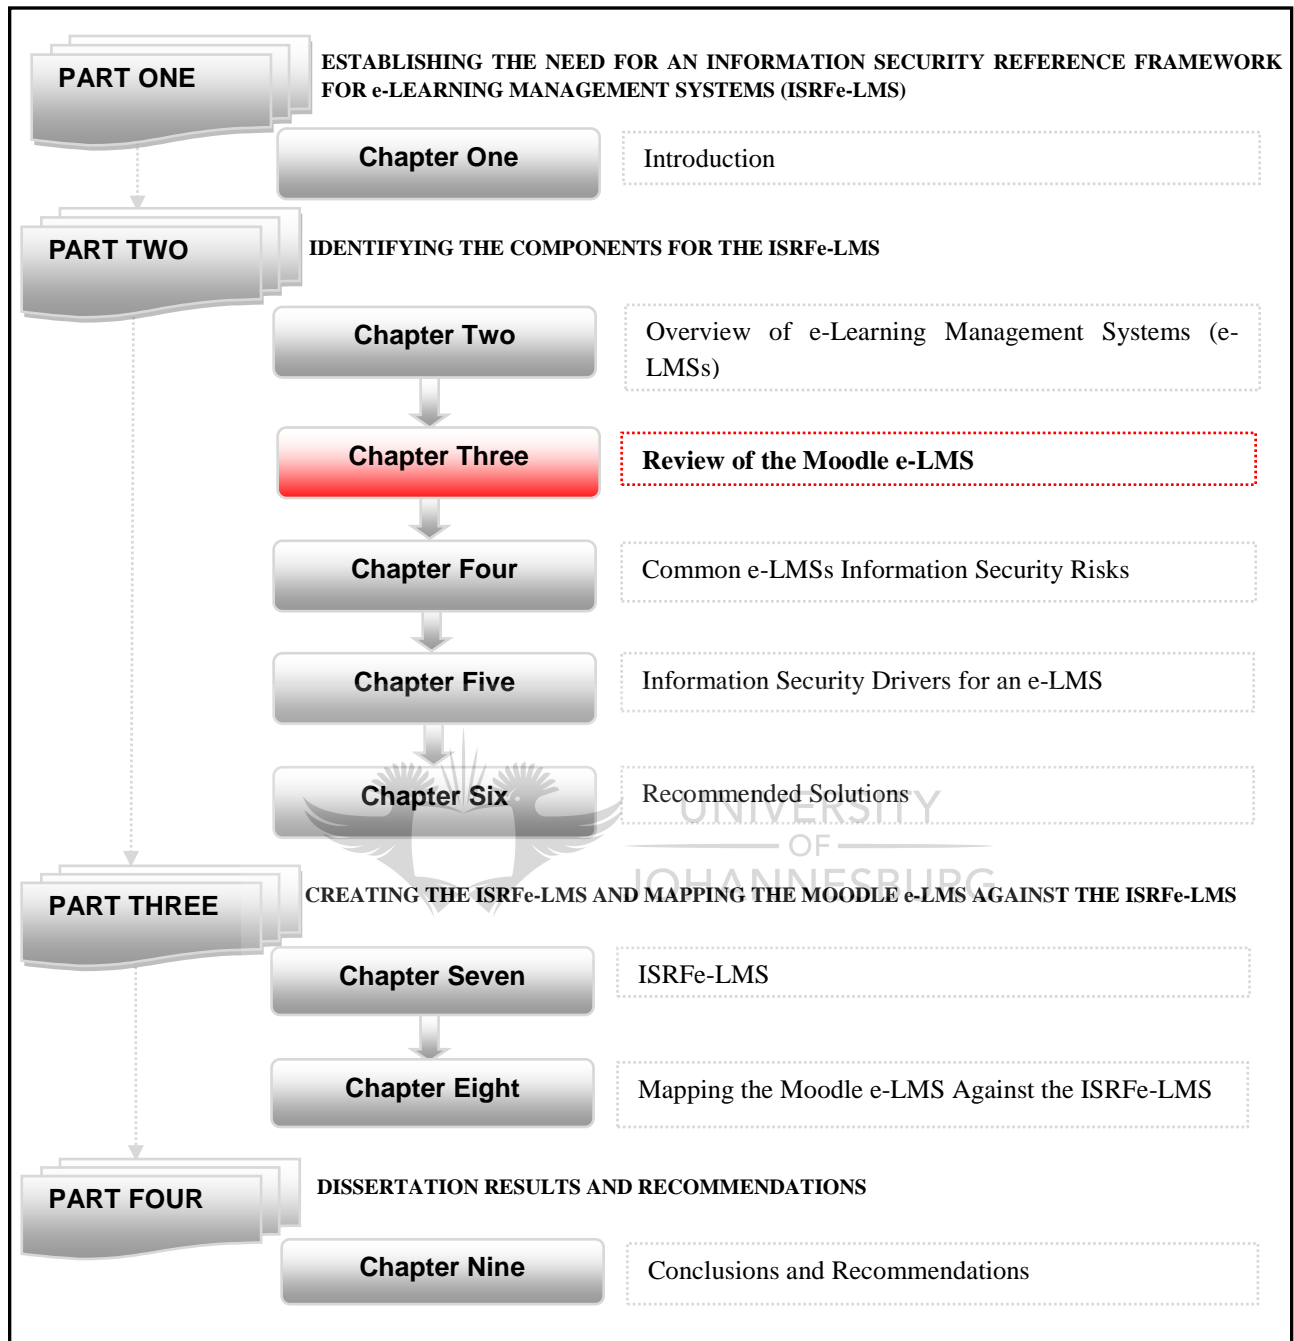 PART ONE
ESTABLISHING THE NEED FOR AN INFORMATION SECURITY REFERENCE FRAMEWORK
FOR e-LEARNING MANAGEMENT SYSTEMS (ISRFe-LMS)
Chapter One
Introduction
PART TWO
IDENTIFYING THE COMPONENTS FOR THE ISRFe-LMS
Chapter Two
Overview of e-Learning Management Systems (e-
LMSs)
Chapter Three
Review of the Moodle e-LMS
Chapter Four
Common e-LMSs Information Security Risks
Chapter Five
Information Security Drivers for an e-LMS
Chapter Six
Recommended Solutions
UNIVERSITY
OF
JOHANNESBURG
PART THREE
CREATING THE ISRFe-LMS AND MAPPING THE MOODLE e-LMS AGAINST THE ISRFe-LMS
Chapter Seven
ISRFe-LMS
Chapter Eight
Mapping the Moodle e-LMS Against the ISRFe-LMS
PART FOUR
DISSERTATION RESULTS AND RECOMMENDATIONS
Chapter Nine
Conclusions and Recommendations